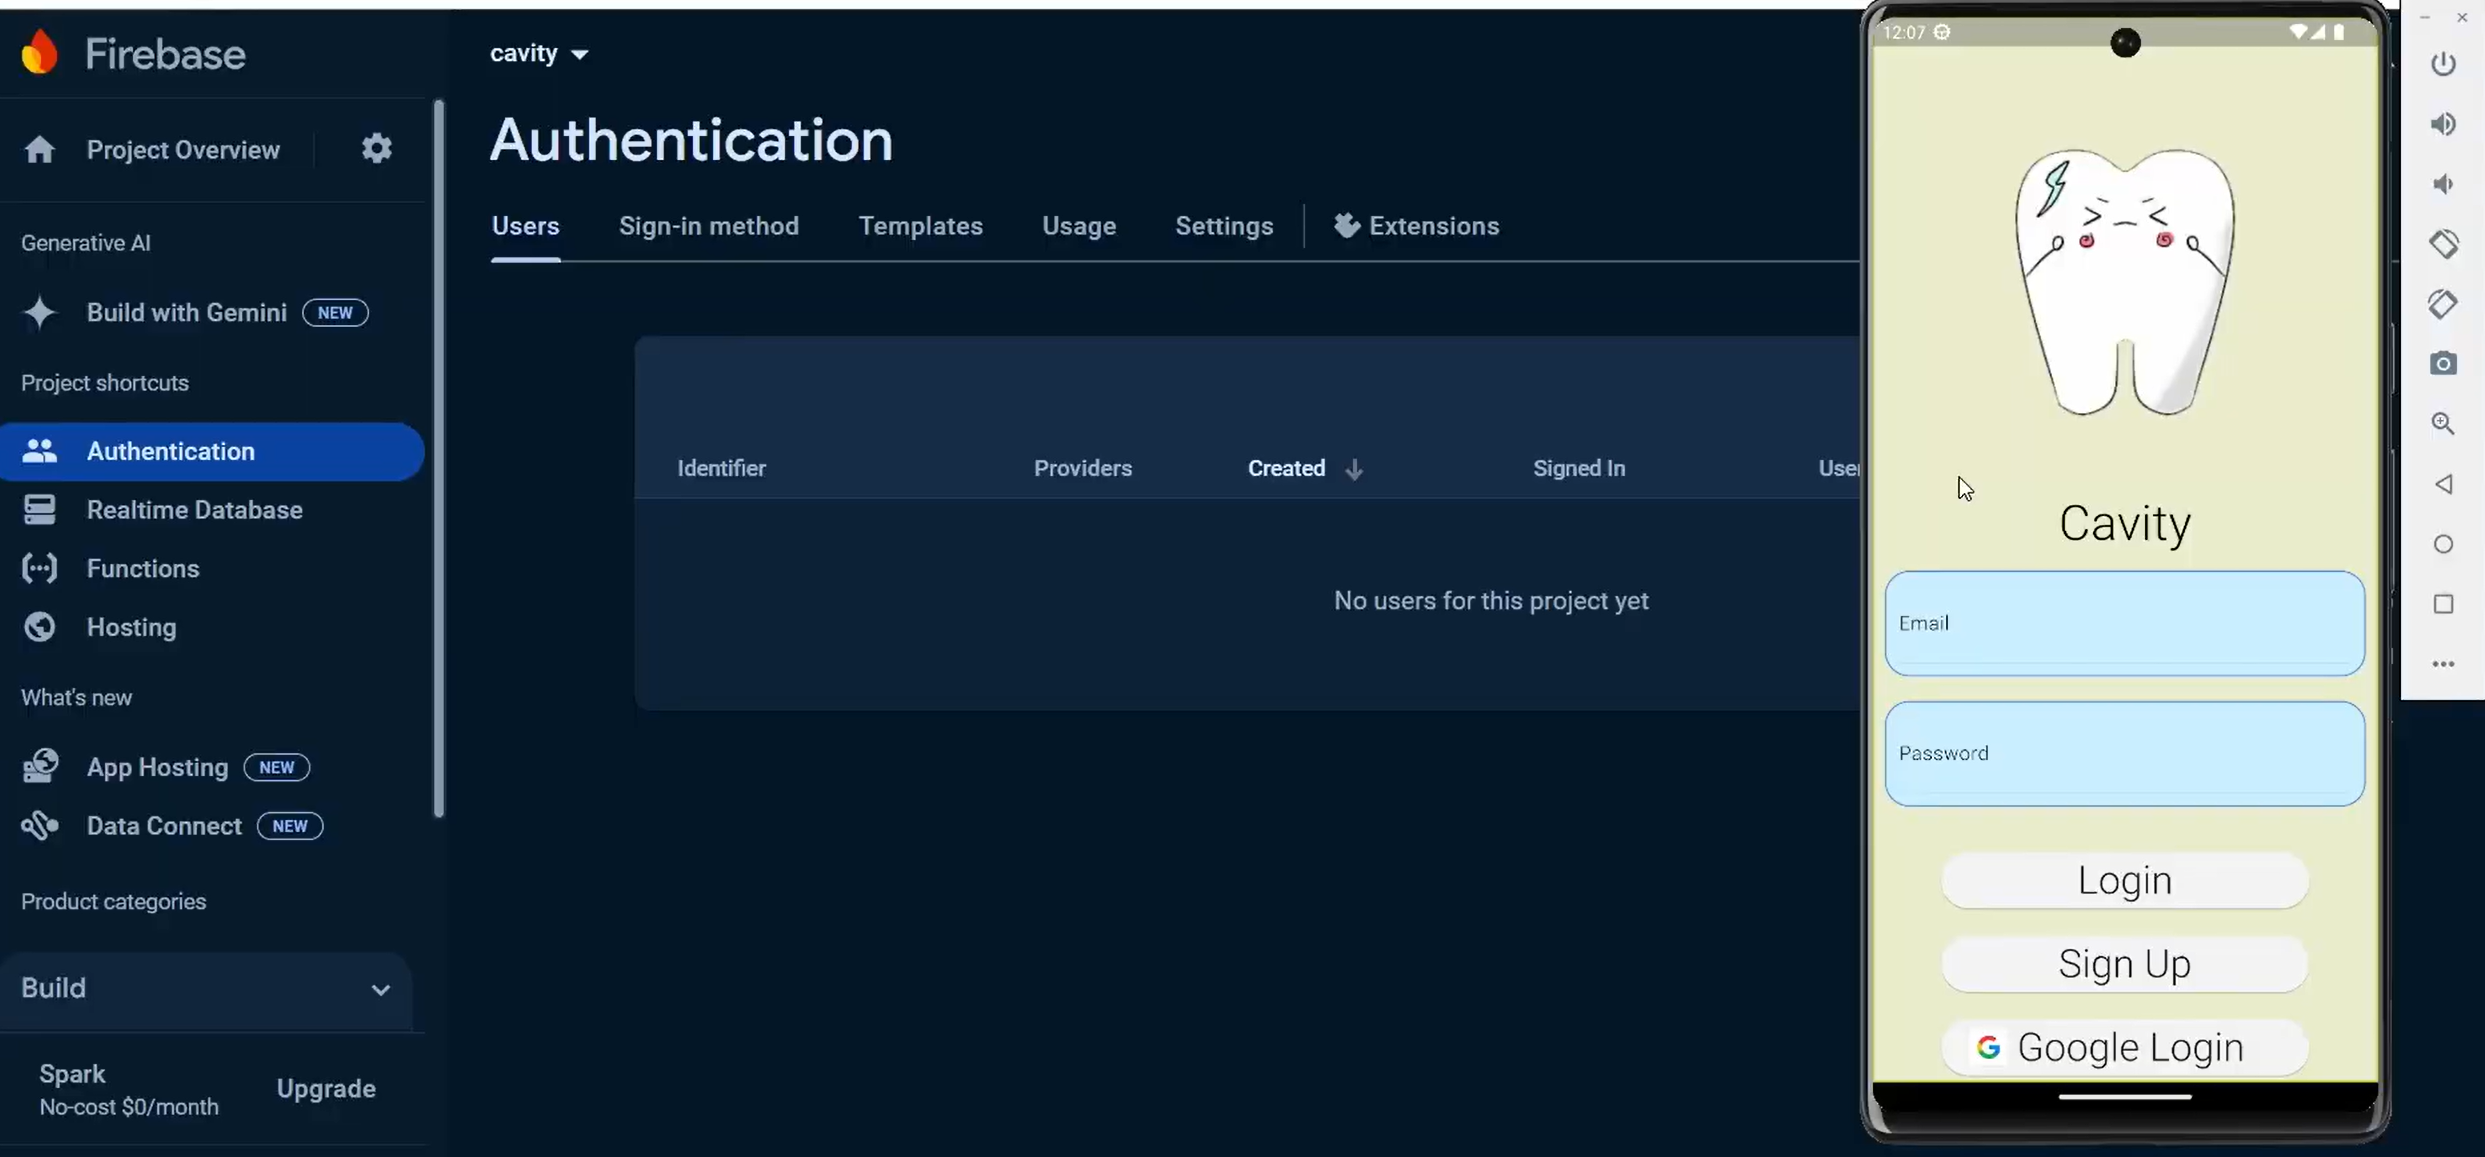 Firebase
Project Overview
Generative AI
Build with Gemini NEW
Project shortcuts
Authentication
Realtime Database
Functions
Hosting
What's new
App Hosting NEW
Data Connect NEW
Product categories
Build
Spark
No-cost $0/month
Upgrade
cavity
Authentication
Users Sign-in method Templates Usage Settings Extensions
Identifier Providers Created Signed In
No users for this project yet
12:07
Cavity
Email
Password
Login
Sign Up
G Google Login